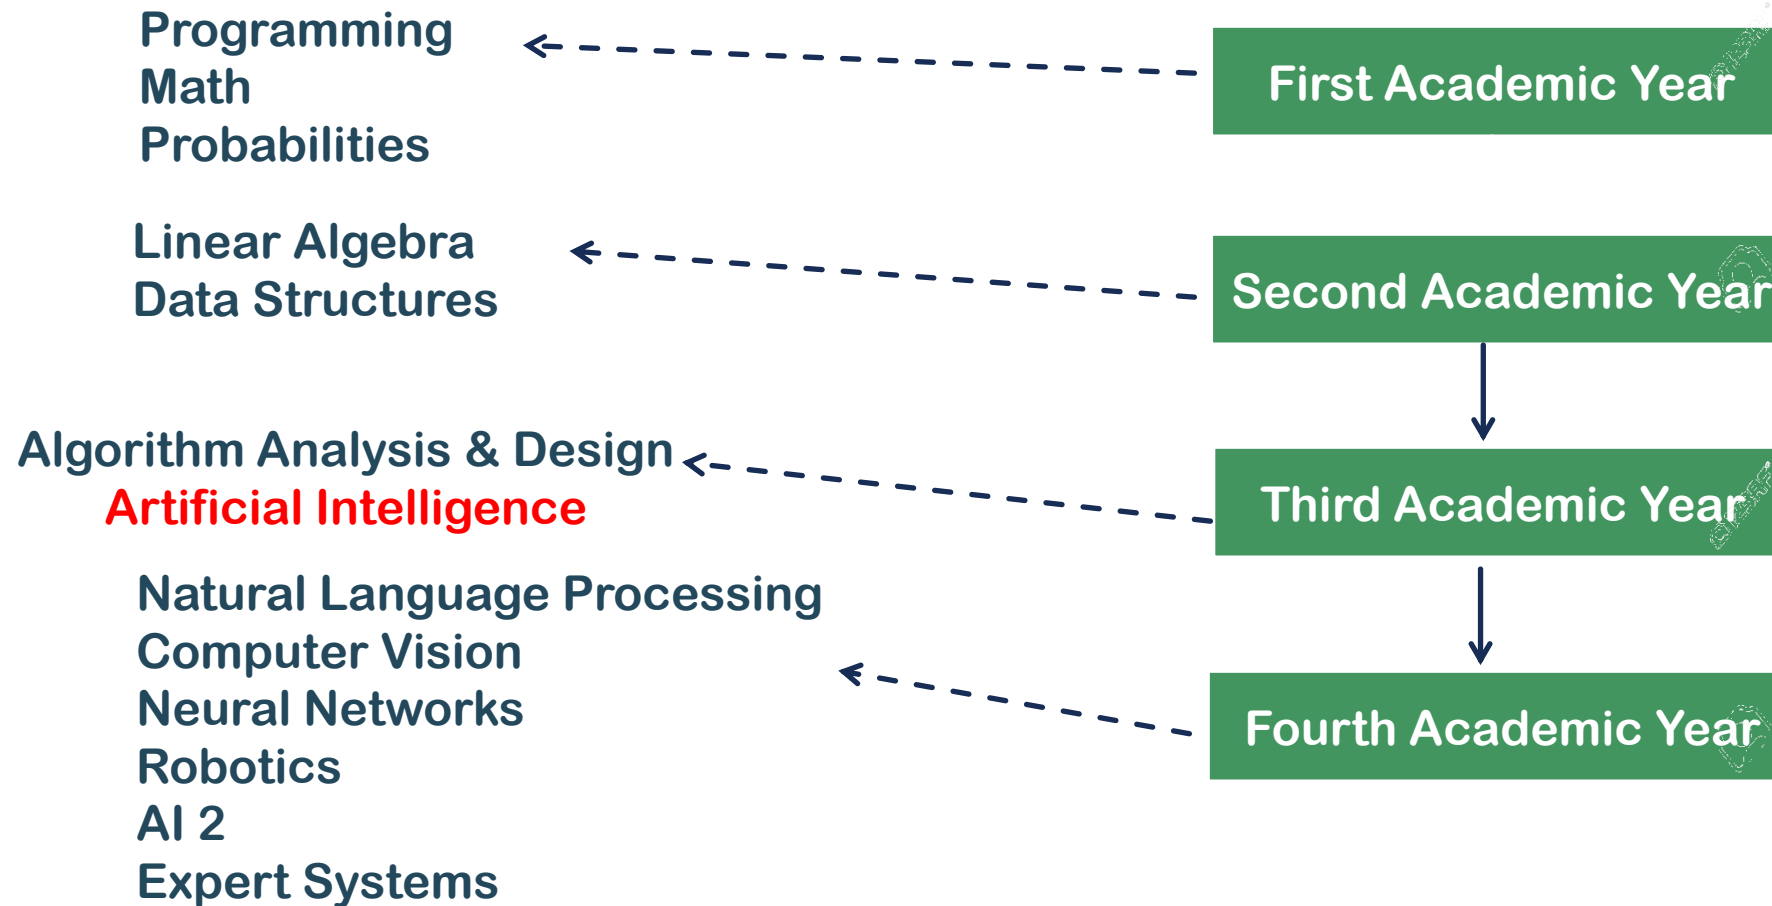 Programming
Math
Probabilities
First Academic Year
Linear Algebra
Data Structures
Second Academic Year
Algorithm Analysis & Design
Artificial Intelligence
Third Academic Year
Natural Language Processing
Computer Vision
Neural Networks
Robotics
AI 2
Expert Systems
Fourth Academic Year